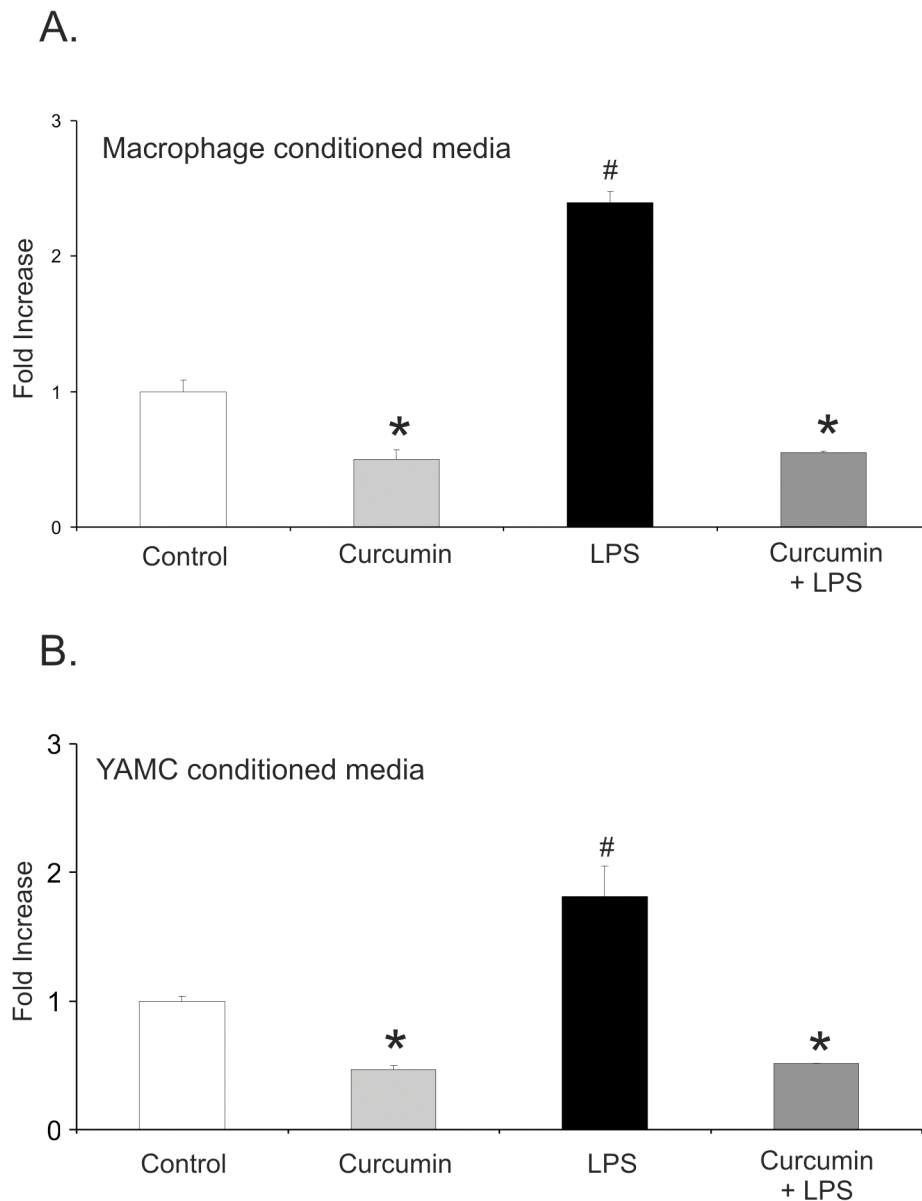 A.
3
Macrophage conditioned media
#
2
Fold Increase
1
*
*
0
Control
Curcumin
LPS
Curcumin
+ LPS
B.
3
YAMC conditioned media
#
2
Fold Increase
1
*
*
0
Control
Curcumin
LPS
Curcumin
+ LPS